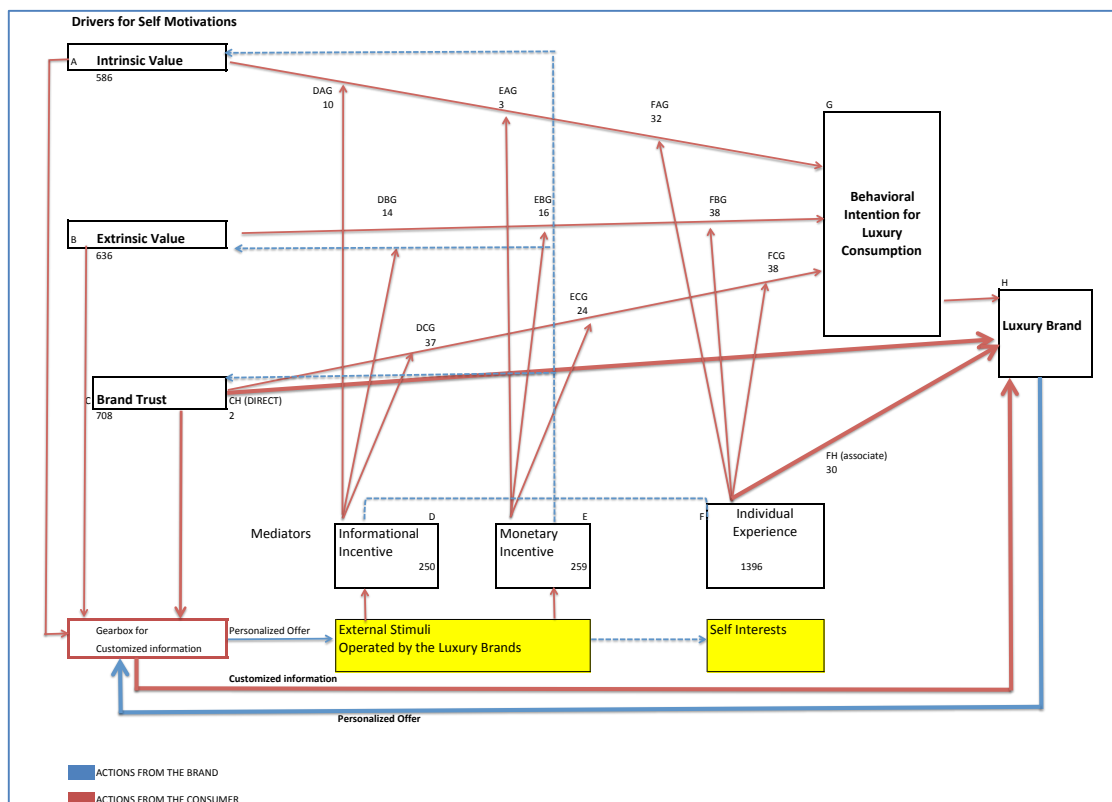 Drivers for Self Motivations
A
Intrinsic Value
586
DAG
10
EAG
3
FAG
32
G
Behavioral
Intention for
Luxury
Consumption
DBG
14
EBG
16
FBG
38
B
Extrinsic Value
636
FCG
38
H
Luxury Brand
ECG
24
DCG
37
C
Brand Trust
708
CH (DIRECT)
2
FH (associate)
30
Mediators
D
Informational
Incentive
250
E
Monetary
Incentive
259
F
Individual
Experience
1396
Gearbox for
Customized information
Personalized Offer
External Stimuli
Operated by the Luxury Brands
Self Interests
Customized information
Personalized Offer
ACTIONS FROM THE BRAND
ACTIONS FROM THE CONSUMER